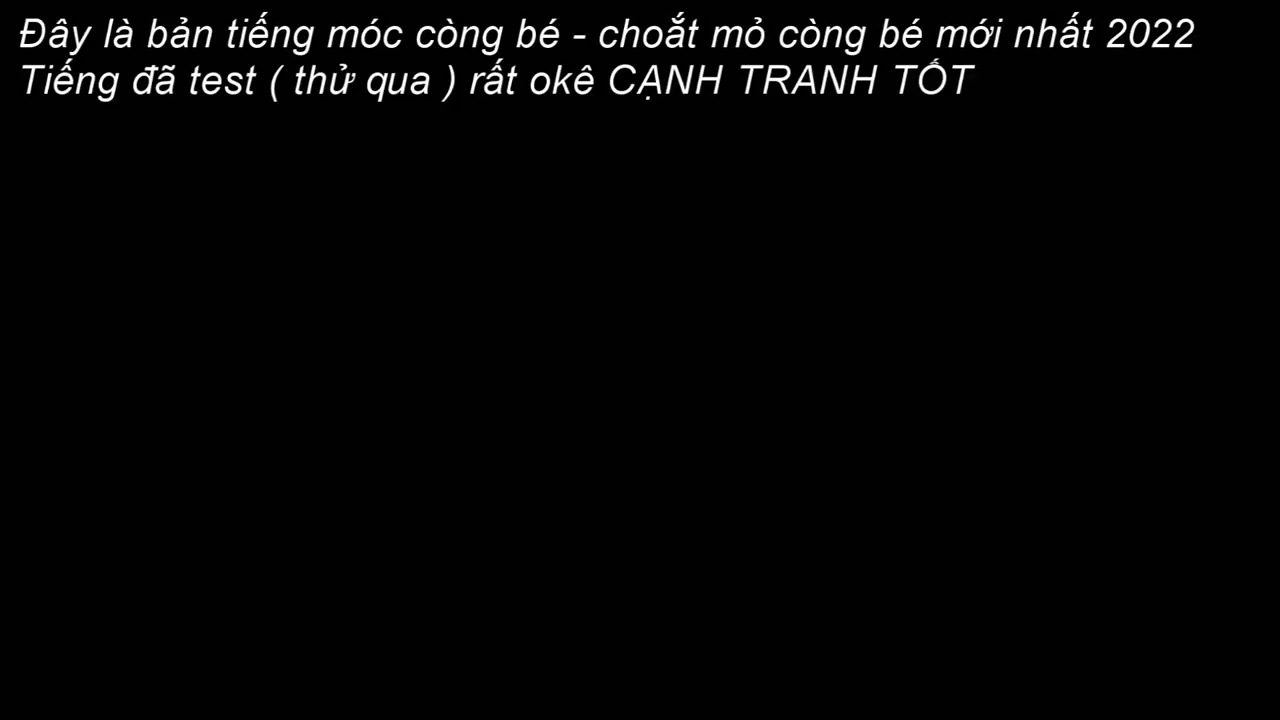 Đây là bản tiếng móc còng bé - choắt mỏ còng bé mới nhất 2022
Tiếng đã test ( thử qua ) rất okê CẠNH TRANH TỐT